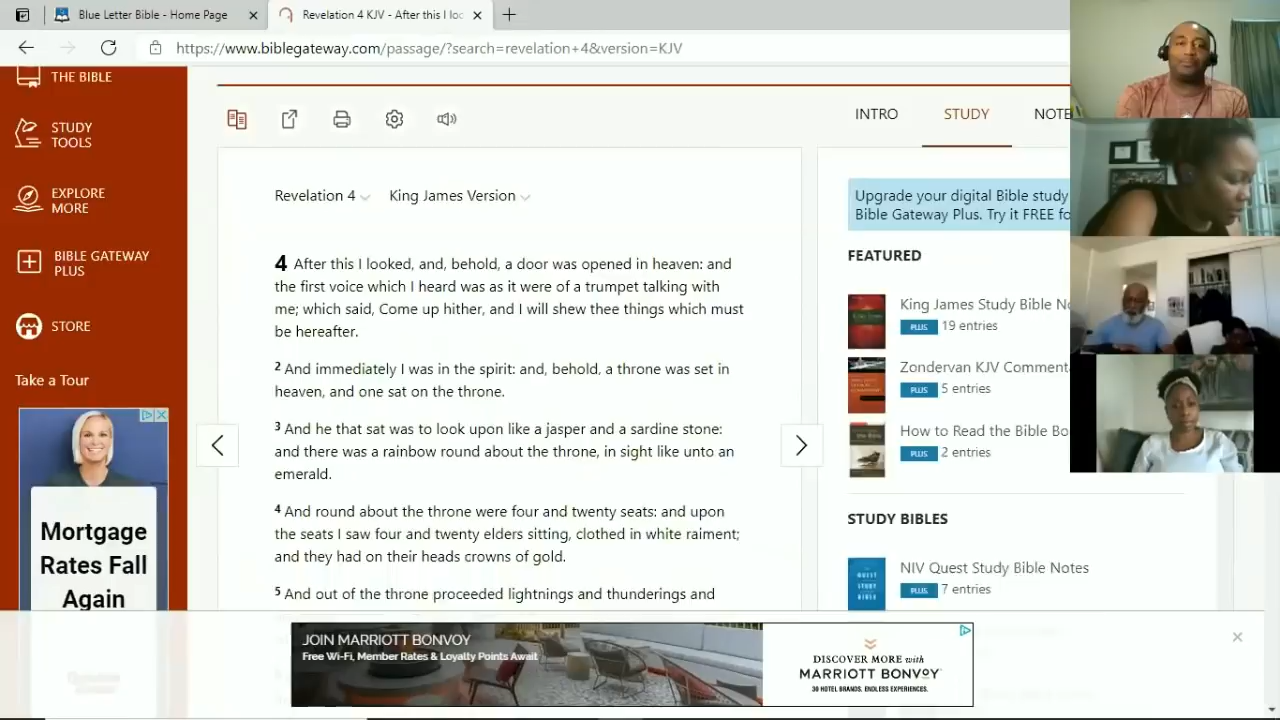 Blue Letter Bible - Home Page
Revelation 4 KJV - After this I loo
https://www.biblegateway.com/passage/?search=revelation+4&version=KJV
THE BIBLE
STUDY
TOOLS
EXPLORE
MORE
BIBLE GATEWAY
PLUS
STORE
Take a Tour
Mortgage
Rates Fall
Again
INTRO
STUDY
NOTE
Revelation 4
King James Version
4 After this I looked, and, behold, a door was opened in heaven: and
the first voice which I heard was as it were of a trumpet talking with
me; which said, Come up hither, and I will shew thee things which must
be hereafter.
2 And immediately I was in the spirit: and, behold, a throne was set in
heaven, and one sat on the throne.
3 And he that sat was to look upon like a jasper and a sardine stone:
and there was a rainbow round about the throne, in sight like unto an
emerald.
4 And round about the throne were four and twenty seats: and upon
the seats I saw four and twenty elders sitting, clothed in white raiment;
and they had on their heads crowns of gold.
5 And out of the throne proceeded lightnings and thunderings and
Upgrade your digital Bible study
Bible Gateway Plus. Try it FREE fo
FEATURED
King James Study Bible No
PLUS 19 entries
Zondervan KJV Commenta
PLUS 5 entries
How to Read the Bible Bo
PLUS 2 entries
STUDY BIBLES
NIV Quest Study Bible Notes
PLUS 7 entries
JOIN MARRIOTT BONVOY
Free Wi-Fi, Member Rates & Loyalty Points Await
DISCOVER MORE with
MARRIOTT BONVOY
30 HOTEL BRANDS. ENDLESS EXPERIENCES.